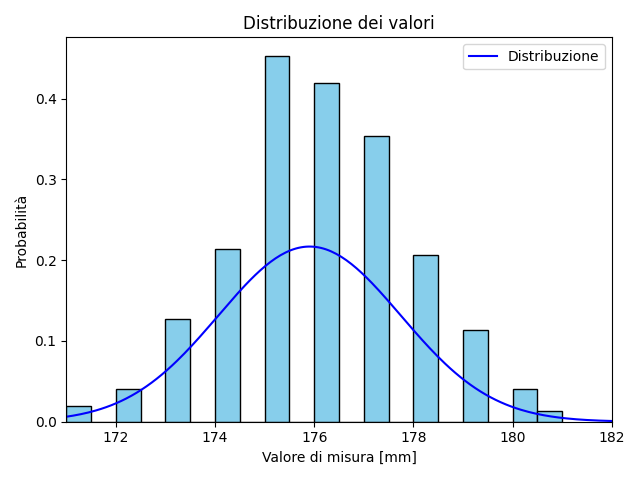 Distribuzione dei valori
Distribuzione
Probabilità
0.4
0.3
0.2
0.1
0.0
172 174 176 178 180 182
Valore di misura [mm]